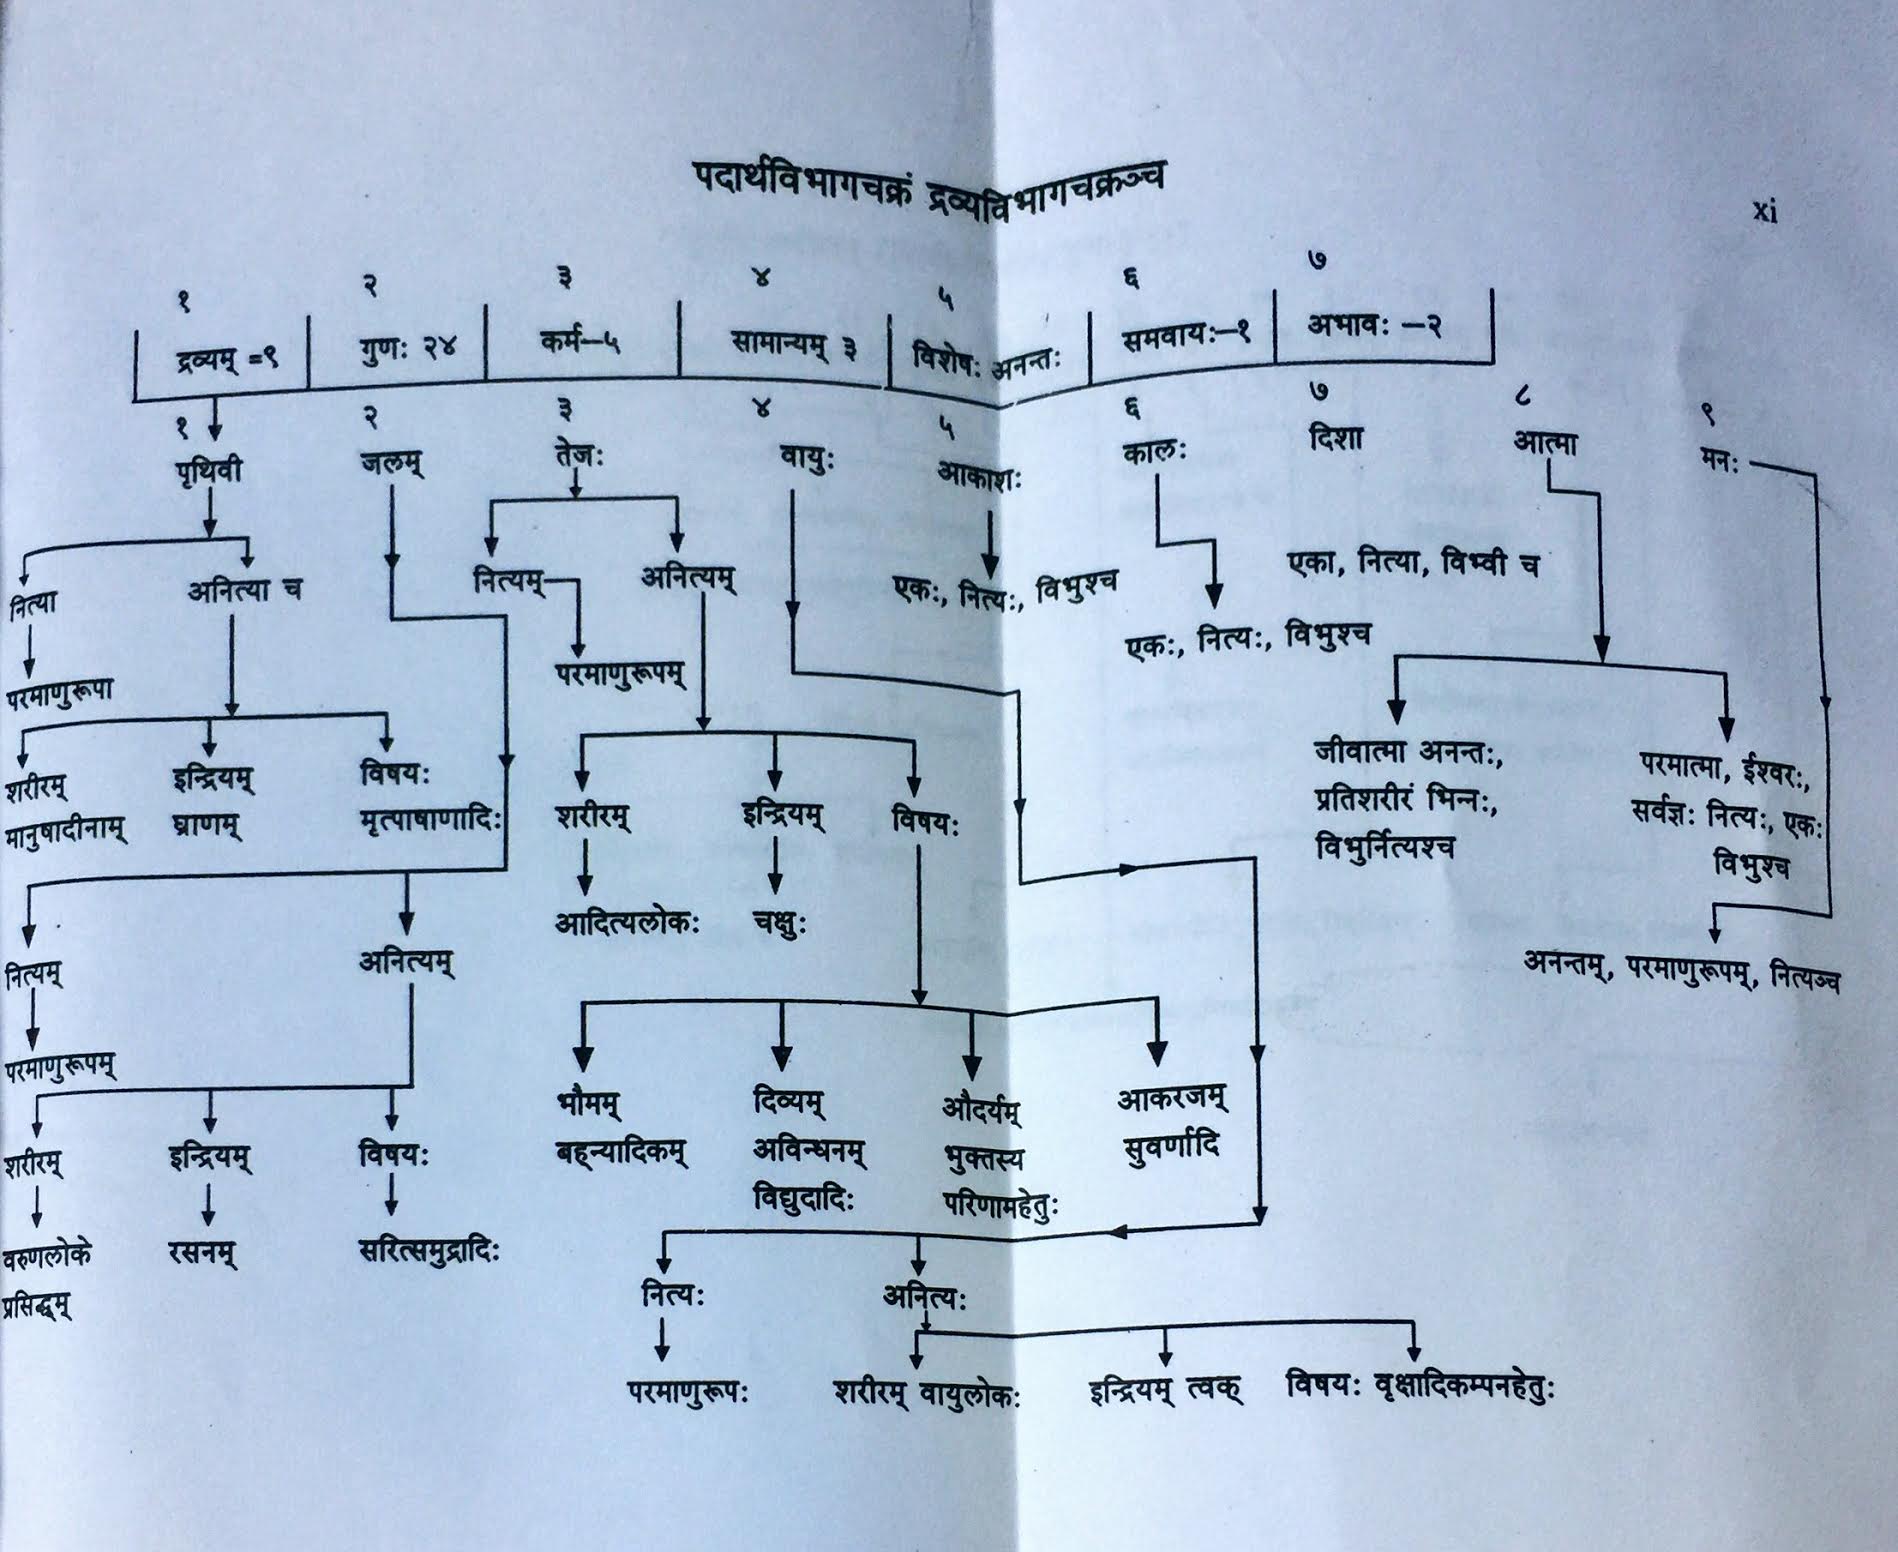 पदार्थविभागचक्रं द्रव्यविभागचक्रञ्च
xi
१ २ ३ ४ ५ ६ ७
द्रव्यम् =९ गुणः २४ कर्म–५ सामान्यम् ३ विशेषः अनन्तः समवायः–१ अभावः –२
१ २ ३ ४ ५ ६ ७ ८ ९
पृथिवी जलम् तेजः वायुः आकाशः कालः दिशा आत्मा मनः
नित्या अनित्या च नित्यम् अनित्यम् एकः, नित्यः, विभुश्च एका, नित्या, विभ्वी च
एकः, नित्यः, विभुश्च
परमाणुरूपा परमाणुरूपम्
शरीरम् इन्द्रियम् विषयः
मानुषादीनाम् घ्राणम् मृत्पाषाणादिः
शरीरम् इन्द्रियम् विषयः
जीवात्मा अनन्तः,
प्रतिशरीरं भिन्नः,
विभुर्नित्यश्च
परमात्मा, ईश्वरः,
सर्वज्ञः नित्यः, एकः
विभुश्च
आदित्यलोकः चक्षुः
नित्यम् अनित्यम्
अनन्तम्, परमाणुरूपम्, नित्यञ्च
परमाणुरूपम्
भौमम् दिव्यम् औदर्यम् आकरजम्
बह्न्यादिकम् अविन्धनम् भुक्तस्य सुवर्णादि
विद्युदादिः परिणामहेतुः
शरीरम् इन्द्रियम् विषयः
वरुणलोके रसनम् सरित्समुद्रादिः
प्रसिद्धम्
नित्यः अनित्यः
परमाणुरूपः शरीरम् वायुलोकः इन्द्रियम् त्वक् विषयः वृक्षादिकम्पनहेतुः